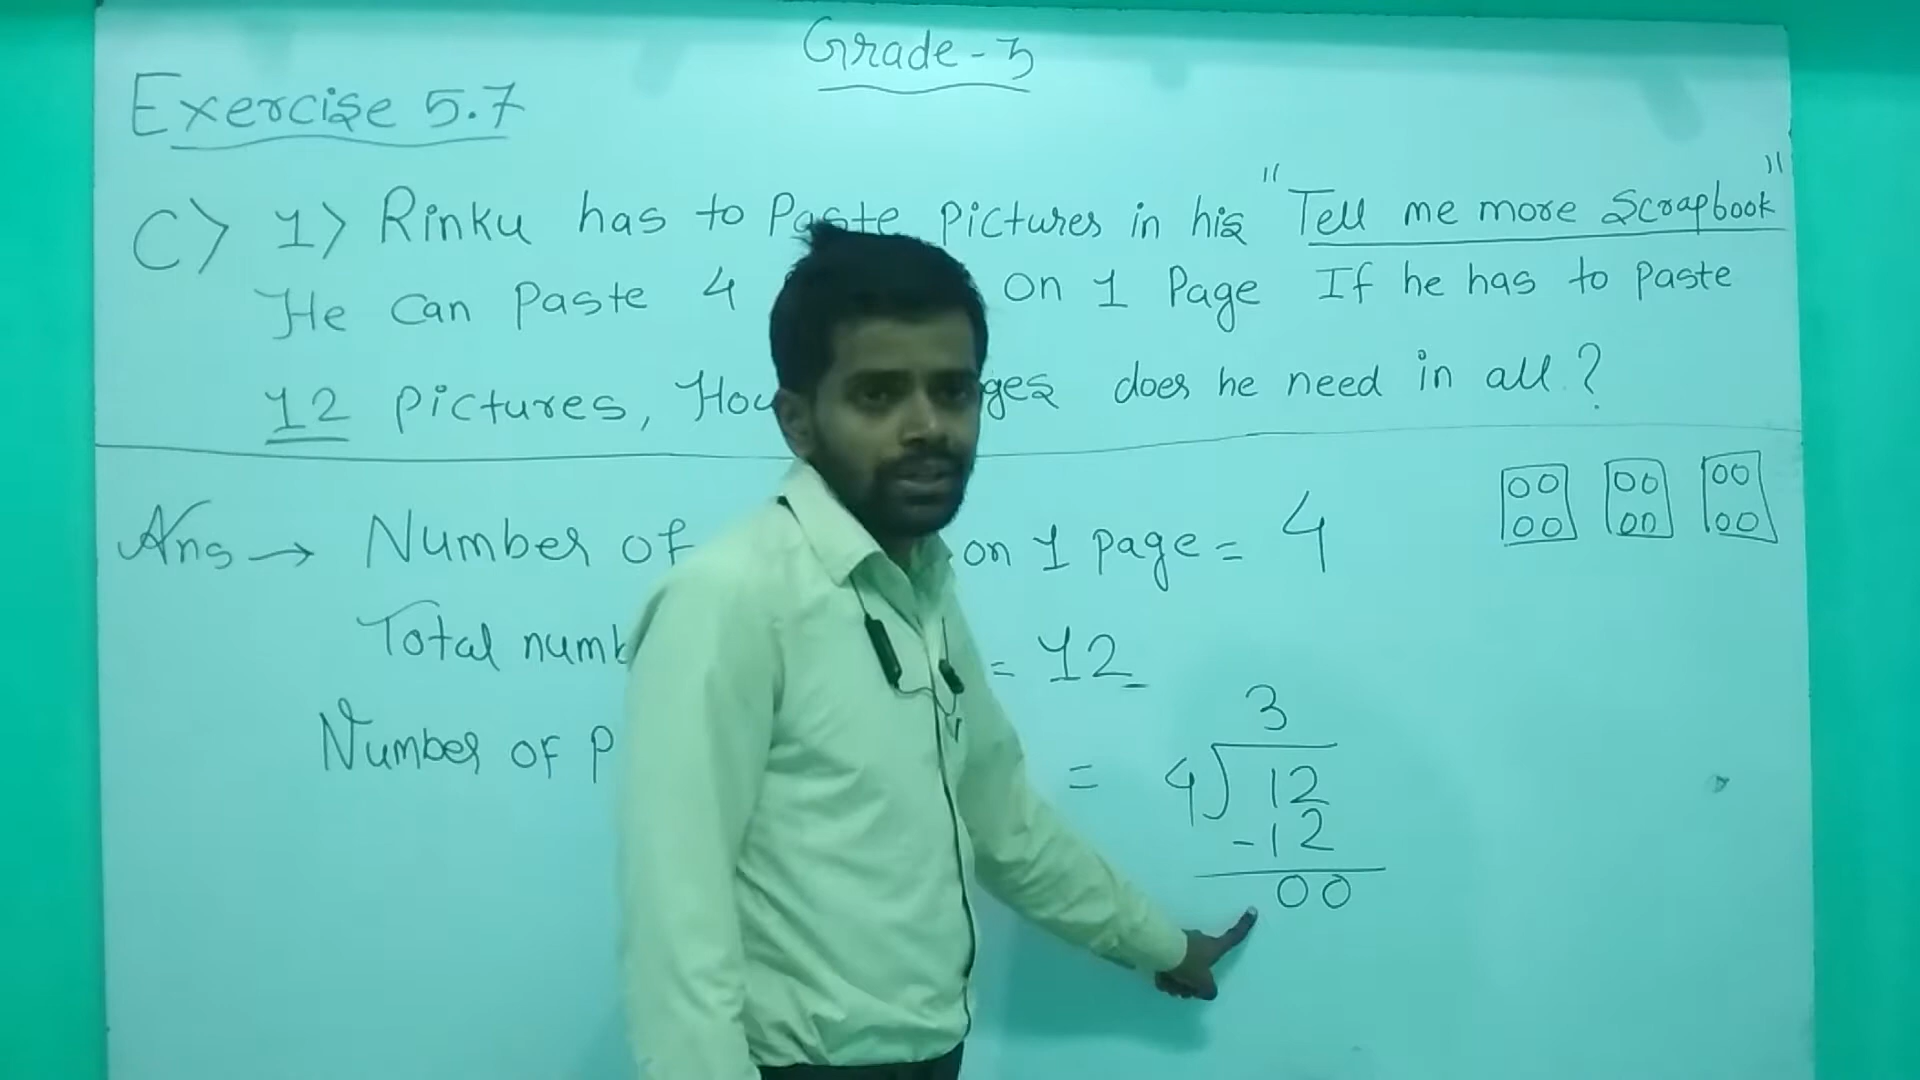 Grade-3
Exercise 5.7
C) 1) Rinku has to Paste Pictures in his "Tell me more Scrapbook"
He can Paste 4 on 1 Page If he has to paste
12 pictures, does he need in all ?
Ans → Number of on 1 page = 4
Total = 12
Number of = 4) 12
3
-12
00